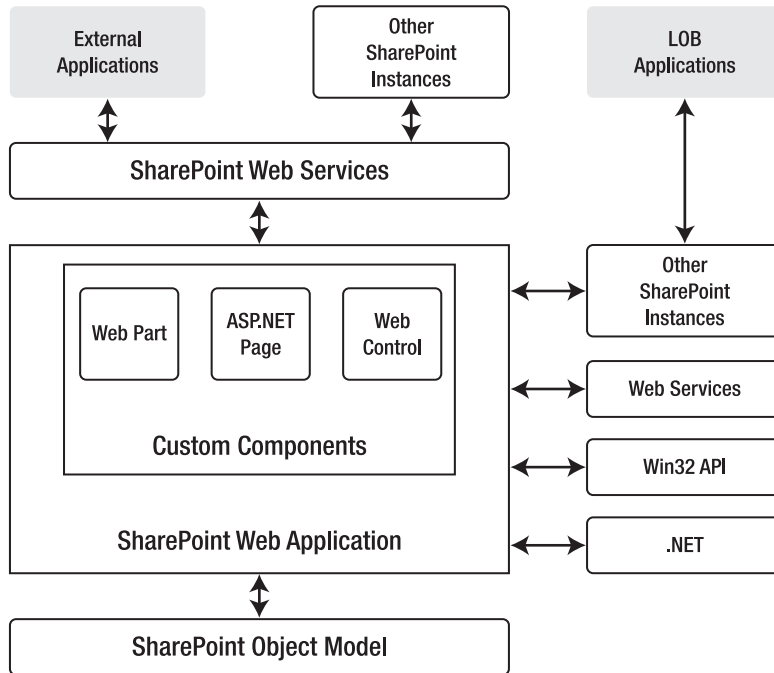 External
Applications
Other
SharePoint
Instances
LOB
Applications
SharePoint Web Services
Other
SharePoint
Instances
Web Part
ASP.NET
Page
Web
Control
Web Services
Custom Components
Win32 API
SharePoint Web Application
.NET
SharePoint Object Model